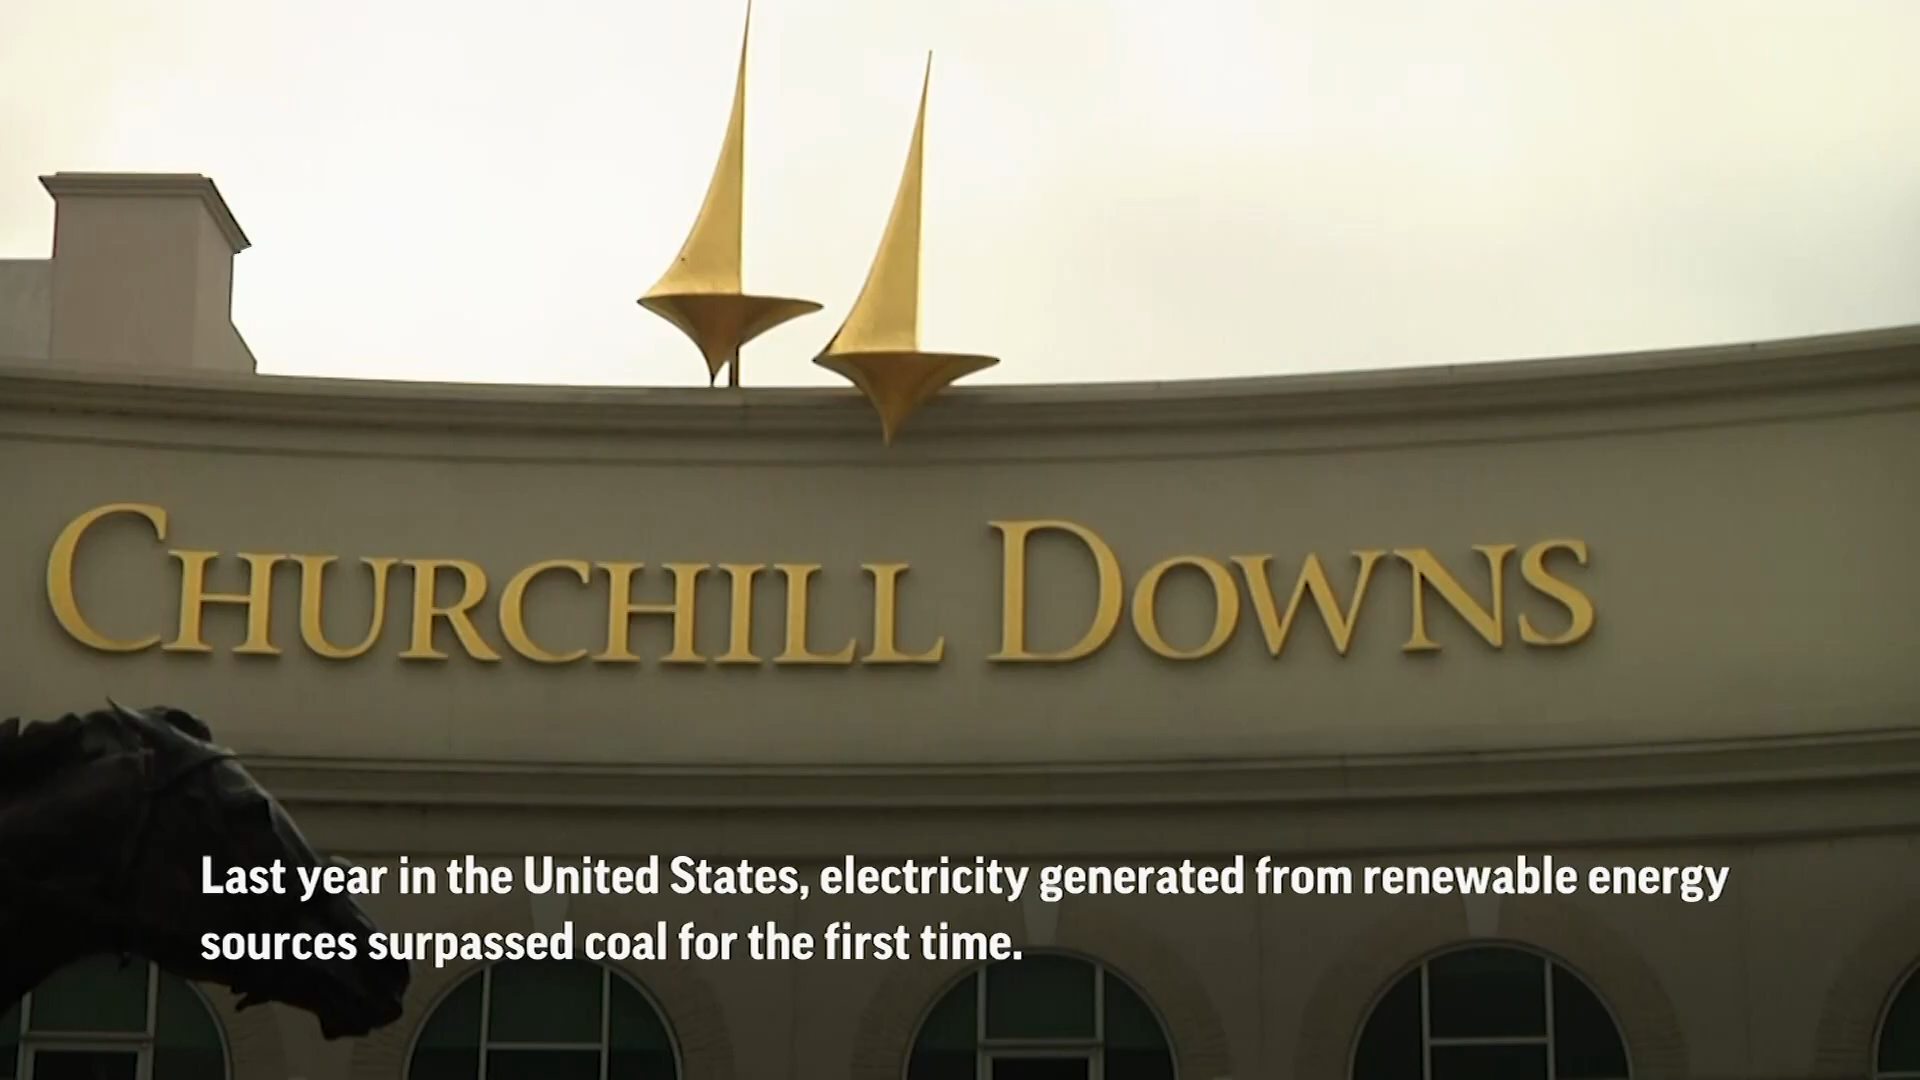 CHURCHILL DOWNS
Last year in the United States, electricity generated from renewable energy
sources surpassed coal for the first time.